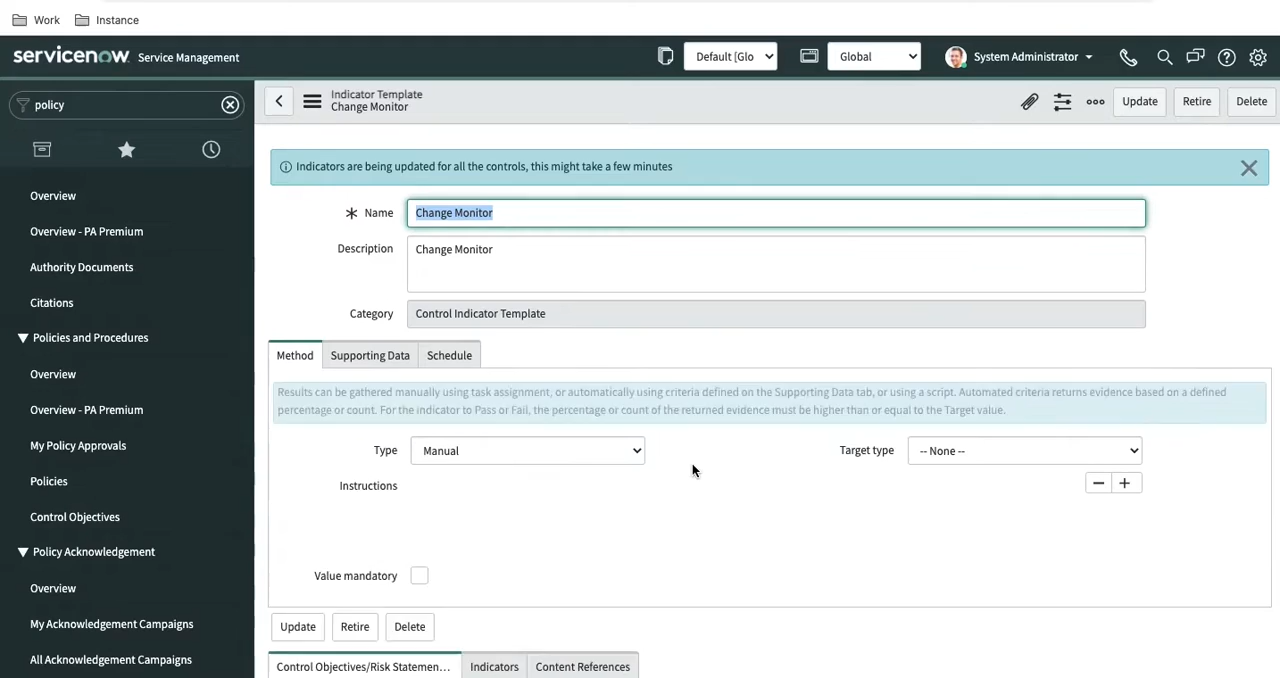 Work Instance
servicenow Service Management
Default [Glo
Global
System Administrator
policy
Indicator Template
Change Monitor
Update
Retire
Delete
Indicators are being updated for all the controls, this might take a few minutes
Overview
Overview - PA Premium
Authority Documents
Citations
Policies and Procedures
Overview
Overview - PA Premium
My Policy Approvals
Policies
Control Objectives
Policy Acknowledgement
Overview
My Acknowledgement Campaigns
All Acknowledgement Campaigns
Name
Change Monitor
Description
Change Monitor
Category
Control Indicator Template
Method
Supporting Data
Schedule
Results can be gathered manually using task assignment, or automatically using criteria defined on the Supporting Data tab, or using a script. Automated criteria returns evidence based on a defined
percentage or count. For the indicator to Pass or Fail, the percentage or count of the returned evidence must be higher than or equal to the Target value.
Type
Manual
Target type
-- None --
Instructions
Value mandatory
Update
Retire
Delete
Control Objectives/Risk Statemen...
Indicators
Content References